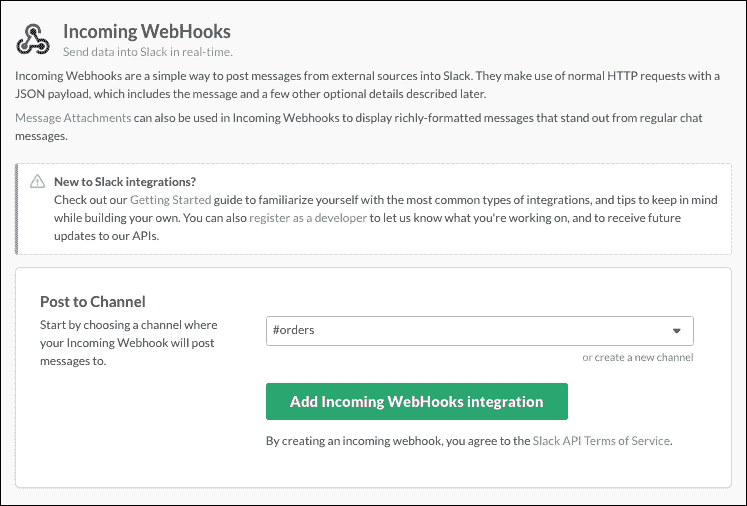 Incoming WebHooks
Send data into Slack in real-time.
Incoming Webhooks are a simple way to post messages from external sources into Slack. They make use of normal HTTP requests with a
JSON payload, which includes the message and a few other optional details described later.
Message Attachments can also be used in Incoming Webhooks to display richly-formatted messages that stand out from regular chat
messages.
New to Slack integrations?
Check out our Getting Started guide to familiarize yourself with the most common types of integrations, and tips to keep in mind
while building your own. You can also register as a developer to let us know what you're working on, and to receive future
updates to our APIs.
Post to Channel
Start by choosing a channel where
your Incoming Webhook will post
messages to.
#orders
or create a new channel
Add Incoming WebHooks integration
By creating an incoming webhook, you agree to the Slack API Terms of Service.